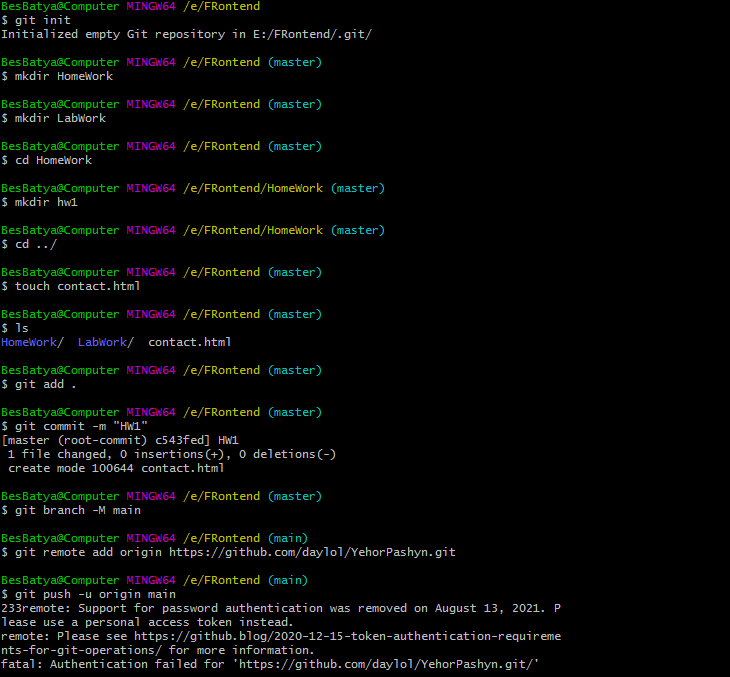 BesBatya@Computer MINGW64 /e/FRontend
$ git init
Initialized empty Git repository in E:/FRontend/.git/
BesBatya@Computer MINGW64 /e/FRontend (master)
$ mkdir HomeWork
BesBatya@Computer MINGW64 /e/FRontend (master)
$ mkdir LabWork
BesBatya@Computer MINGW64 /e/FRontend (master)
$ cd HomeWork
BesBatya@Computer MINGW64 /e/FRontend/HomeWork (master)
$ mkdir hw1
BesBatya@Computer MINGW64 /e/FRontend/HomeWork (master)
$ cd ../
BesBatya@Computer MINGW64 /e/FRontend (master)
$ touch contact.html
BesBatya@Computer MINGW64 /e/FRontend (master)
$ ls
HomeWork/  LabWork/  contact.html
BesBatya@Computer MINGW64 /e/FRontend (master)
$ git add .
BesBatya@Computer MINGW64 /e/FRontend (master)
$ git commit -m "HW1"
[master (root-commit) c543fed] HW1
 1 file changed, 0 insertions(+), 0 deletions(-)
 create mode 100644 contact.html
BesBatya@Computer MINGW64 /e/FRontend (master)
$ git branch -M main
BesBatya@Computer MINGW64 /e/FRontend (main)
$ git remote add origin https://github.com/daylol/YehorPashyn.git
BesBatya@Computer MINGW64 /e/FRontend (main)
$ git push -u origin main
233remote: Support for password authentication was removed on August 13, 2021. P
lease use a personal access token instead.
remote: Please see https://github.blog/2020-12-15-token-authentication-requireme
nts-for-git-operations/ for more information.
fatal: Authentication failed for 'https://github.com/daylol/YehorPashyn.git/'